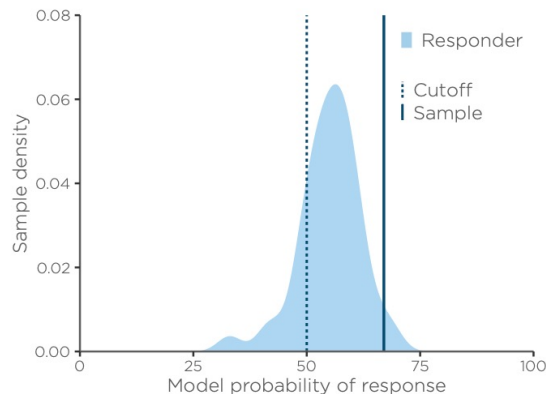 0.08
0.06
0.04
0.02
0.00
Sample density
Responder
Cutoff
Sample
0
25
50
75
100
Model probability of response